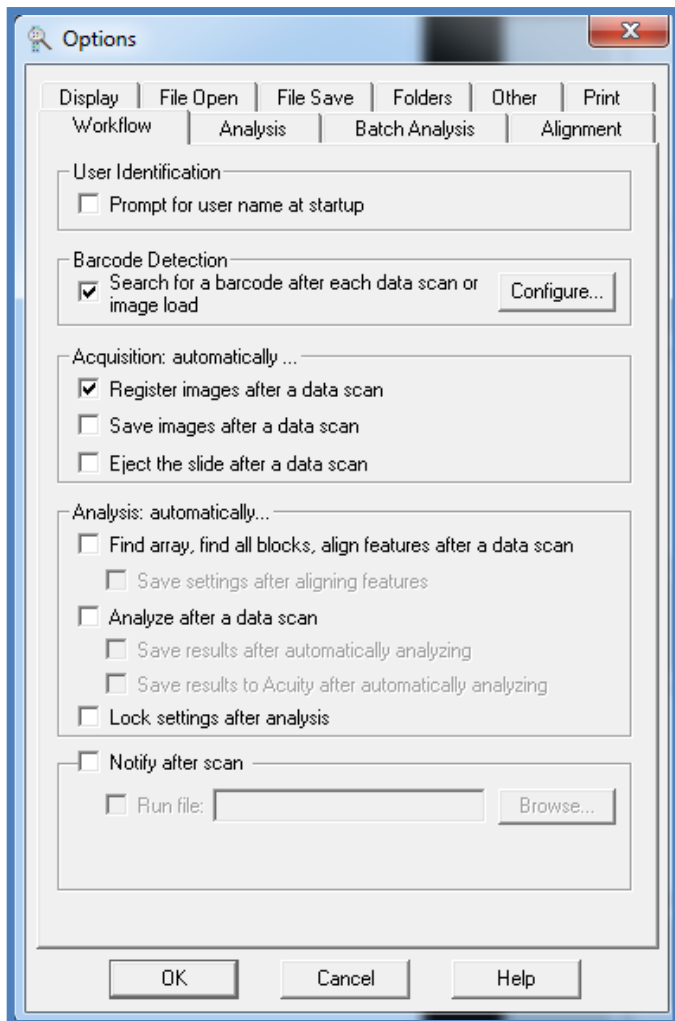 Options
Display File Open File Save Folders Other Print
Workflow Analysis Batch Analysis Alignment
User Identification
Prompt for user name at startup
Barcode Detection
Search for a barcode after each data scan or
image load
Configure...
Acquisition: automatically ...
Register images after a data scan
Save images after a data scan
Eject the slide after a data scan
Analysis: automatically...
Find array, find all blocks, align features after a data scan
Save settings after aligning features
Analyze after a data scan
Save results after automatically analyzing
Save results to Acuity after automatically analyzing
Lock settings after analysis
Notify after scan
Run file: Browse...
OK Cancel Help